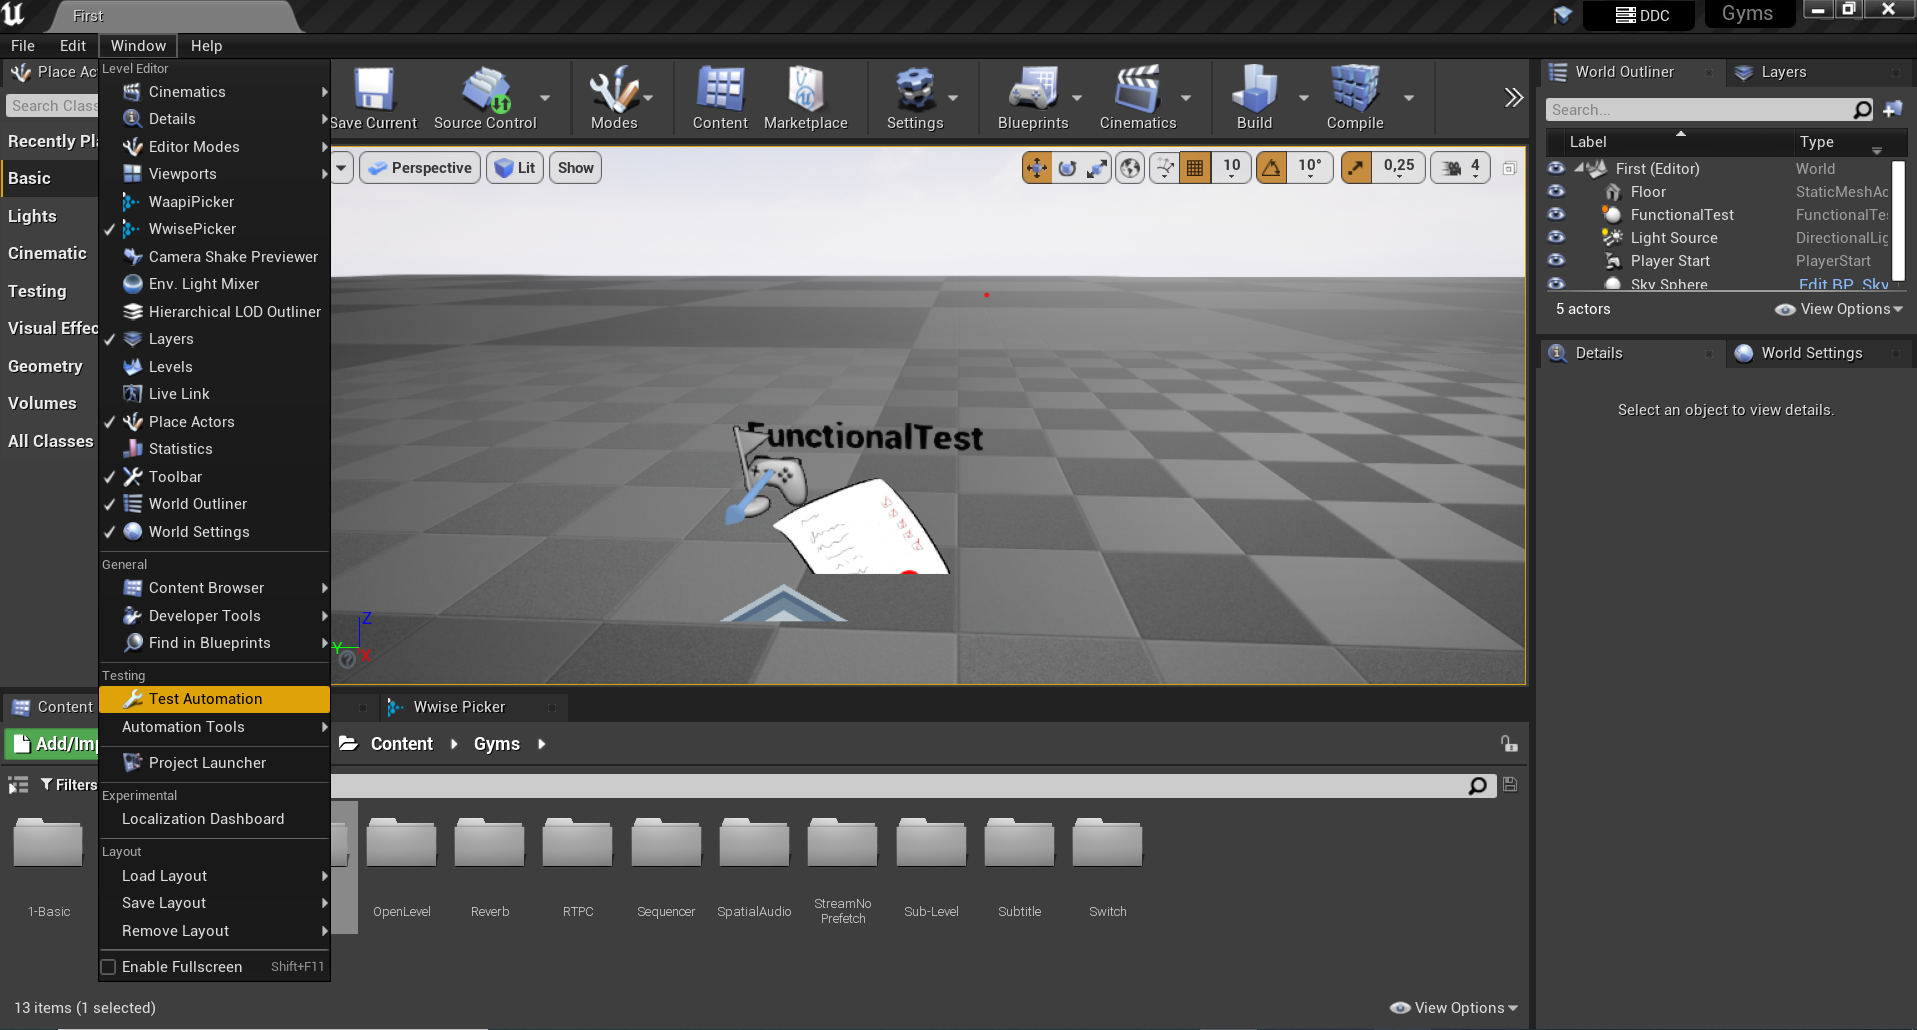 First
DDC
Gyms
File Edit Window Help
Place Ac
Search Class
Recently Pl
Basic
Lights
Cinematic
Testing
Visual Effec
Geometry
Volumes
All Classes
Level Editor
Cinematics
Details
Editor Modes
Viewports
WaapiPicker
WwisePicker
Camera Shake Previewer
Env. Light Mixer
Hierarchical LOD Outliner
Layers
Levels
Live Link
Place Actors
Statistics
Toolbar
World Outliner
World Settings
General
Content Browser
Developer Tools
Find in Blueprints
Testing
Test Automation
Automation Tools
Project Launcher
Experimental
Localization Dashboard
Layout
Load Layout
Save Layout
Remove Layout
Enable Fullscreen Shift+F11
Save Current Source Control Modes Content Marketplace Settings Blueprints Cinematics Build Compile
Perspective Lit Show 10 10° 0,25 4
FunctionalTest
Z
Y
X
World Outliner Layers
Search...
Label Type
First (Editor) World
Floor StaticMeshAc
FunctionalTest FunctionalTe
Light Source DirectionalLig
Player Start PlayerStart
Sky Sphere Edit BP_Sky
5 actors View Options
Details World Settings
Select an object to view details.
Content Wwise Picker
Add/Imp Content Gyms
Filters
1-Basic OpenLevel Reverb RTPC Sequencer SpatialAudio StreamNo
Prefetch Sub-Level Subtitle Switch
13 items (1 selected) View Options